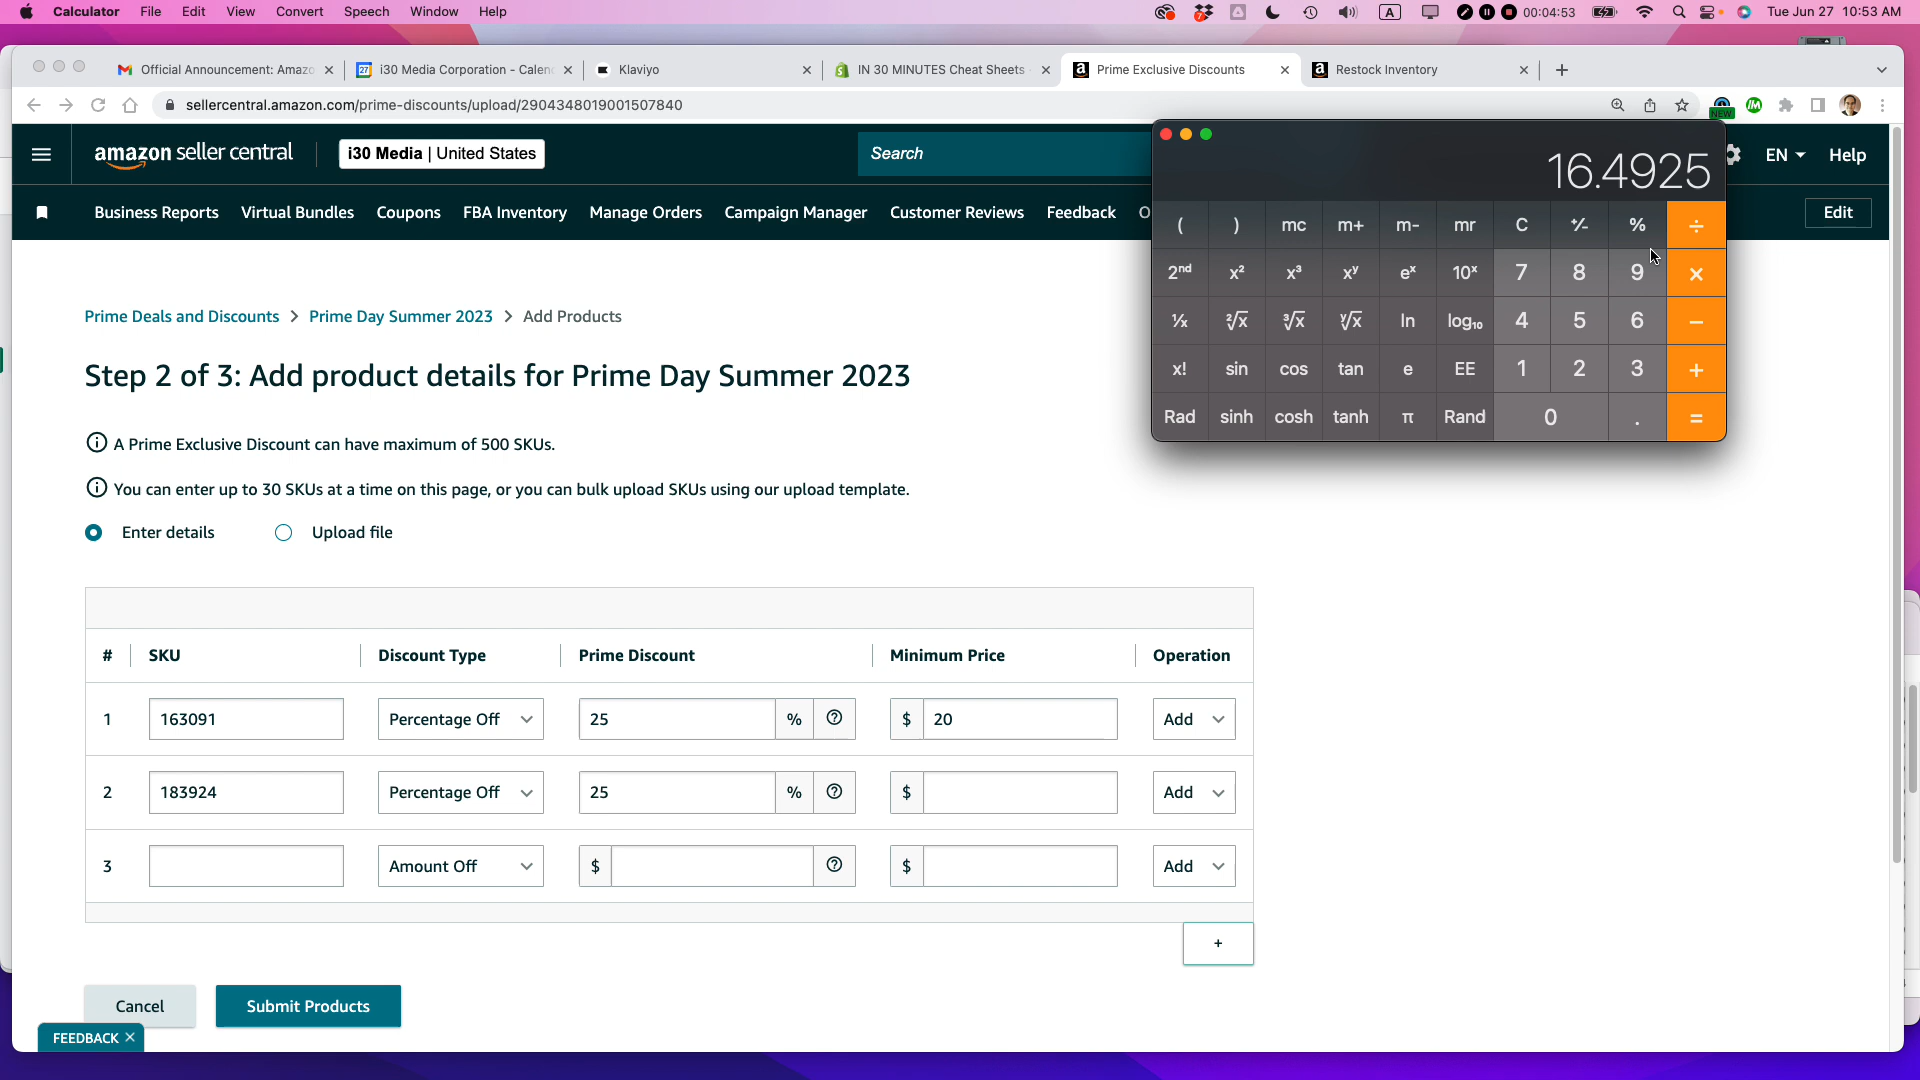 Calculator File Edit View Convert Speech Window Help
7 A 00:04:53 Tue Jun 27 10:53 AM
Official Announcement: Amazo
27 i30 Media Corporation - Calen
Klaviyo
IN 30 MINUTES Cheat Sheets
a Prime Exclusive Discounts
a Restock Inventory
sellercentral.amazon.com/prime-discounts/upload/2904348019001507840
NEW
amazon seller central
i30 Media | United States
Search
EN
Help
Business Reports Virtual Bundles Coupons FBA Inventory Manage Orders Campaign Manager Customer Reviews Feedback O
Edit
16.4925
( ) mc m+ m- mr C ⁺∕₋ % ÷
2ⁿᵈ x² x³ xʸ eˣ 10ˣ 7 8 9 ×
¹∕ₓ ²√x ³√x ʸ√x ln log₁₀ 4 5 6 −
x! sin cos tan e EE 1 2 3 +
Rad sinh cosh tanh π Rand 0 . =
Prime Deals and Discounts > Prime Day Summer 2023 > Add Products
Step 2 of 3: Add product details for Prime Day Summer 2023
A Prime Exclusive Discount can have maximum of 500 SKUs.
You can enter up to 30 SKUs at a time on this page, or you can bulk upload SKUs using our upload template.
Enter details Upload file
# SKU Discount Type Prime Discount Minimum Price Operation
1 163091 Percentage Off 25 % $ 20 Add
2 183924 Percentage Off 25 % $ Add
3 Amount Off $ $ Add
+
Cancel Submit Products
FEEDBACK